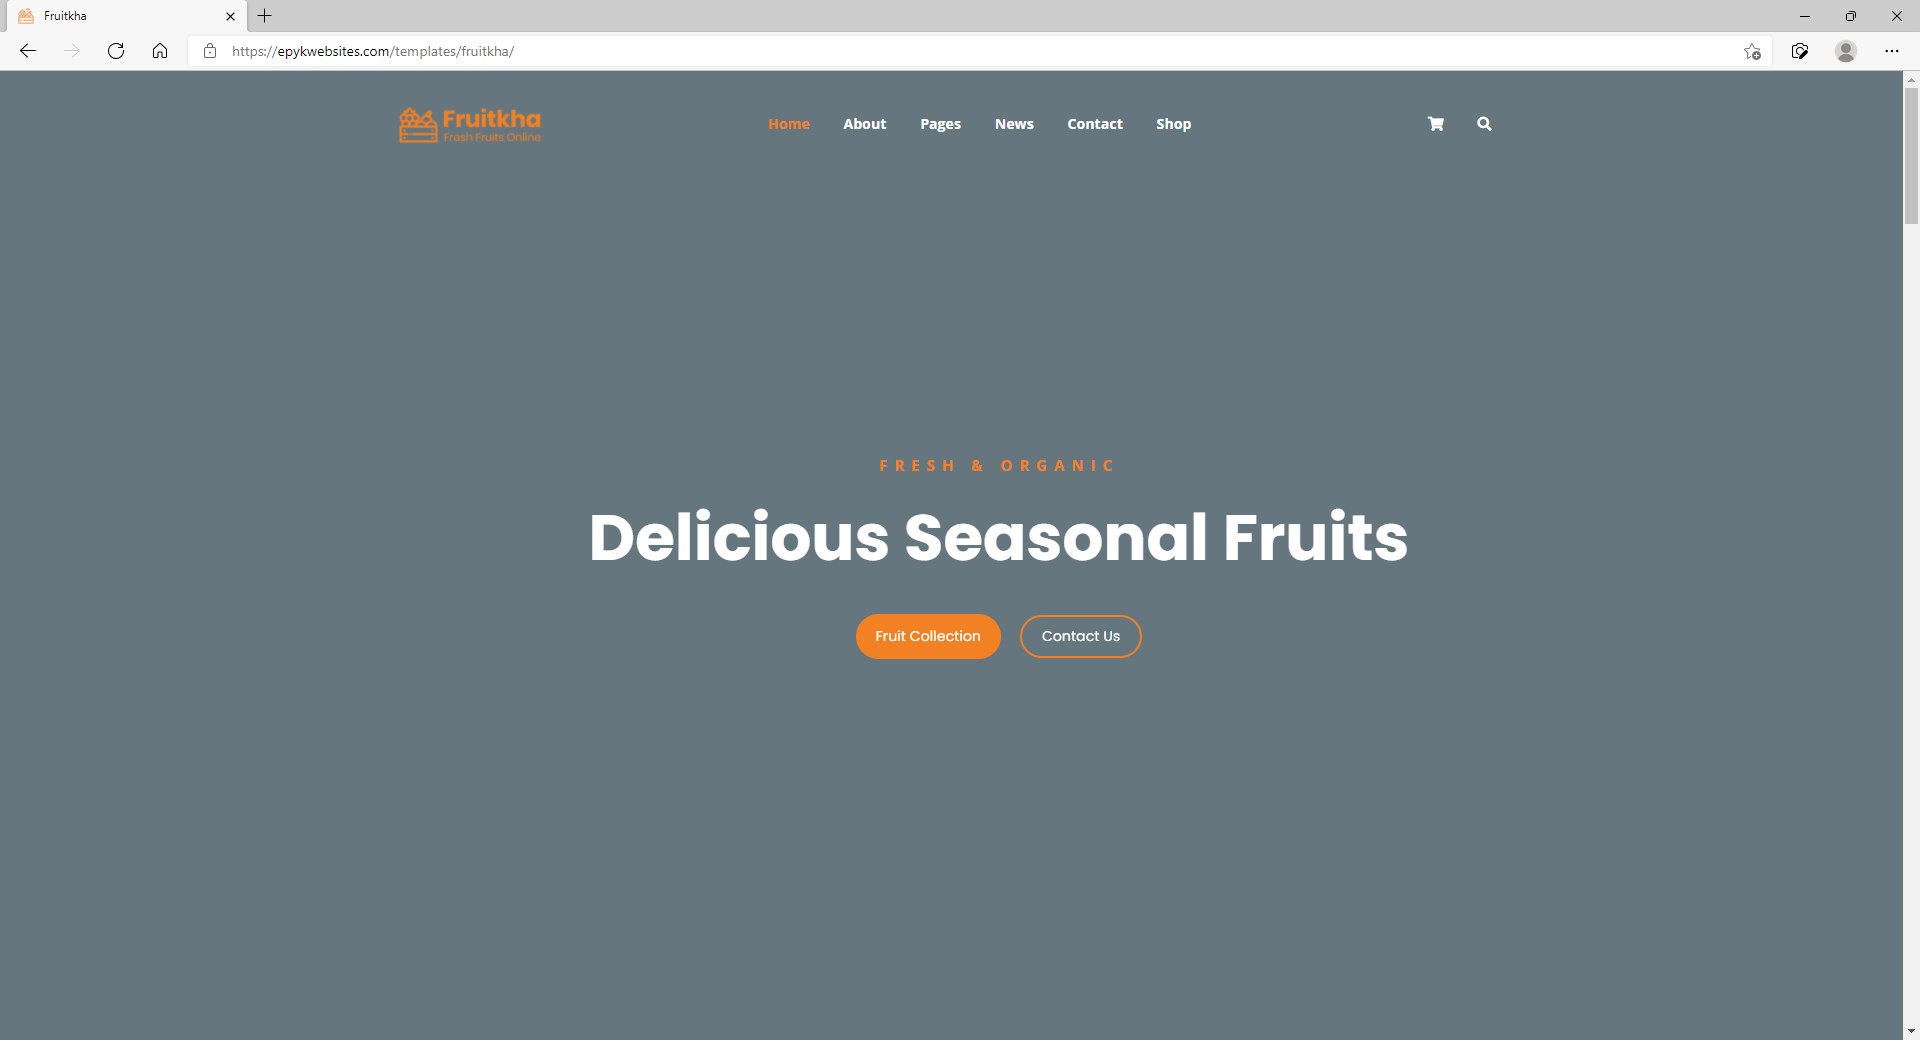 Fruitkha
https://epykwebsites.com/templates/fruitkha/
Fruitkha
Fresh Fruits Online
Home About Pages News Contact Shop
FRESH & ORGANIC
Delicious Seasonal Fruits
Fruit Collection Contact Us